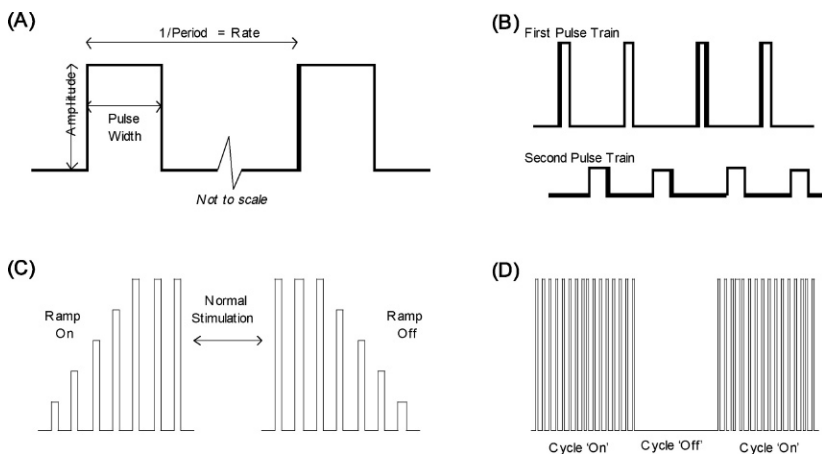 (A)
1/Period = Rate
Amplitude
Pulse
Width
Not to scale
(B)
First Pulse Train
Second Pulse Train
(C)
Ramp
On
Normal
Stimulation
Ramp
Off
(D)
Cycle 'On'
Cycle 'Off'
Cycle 'On'